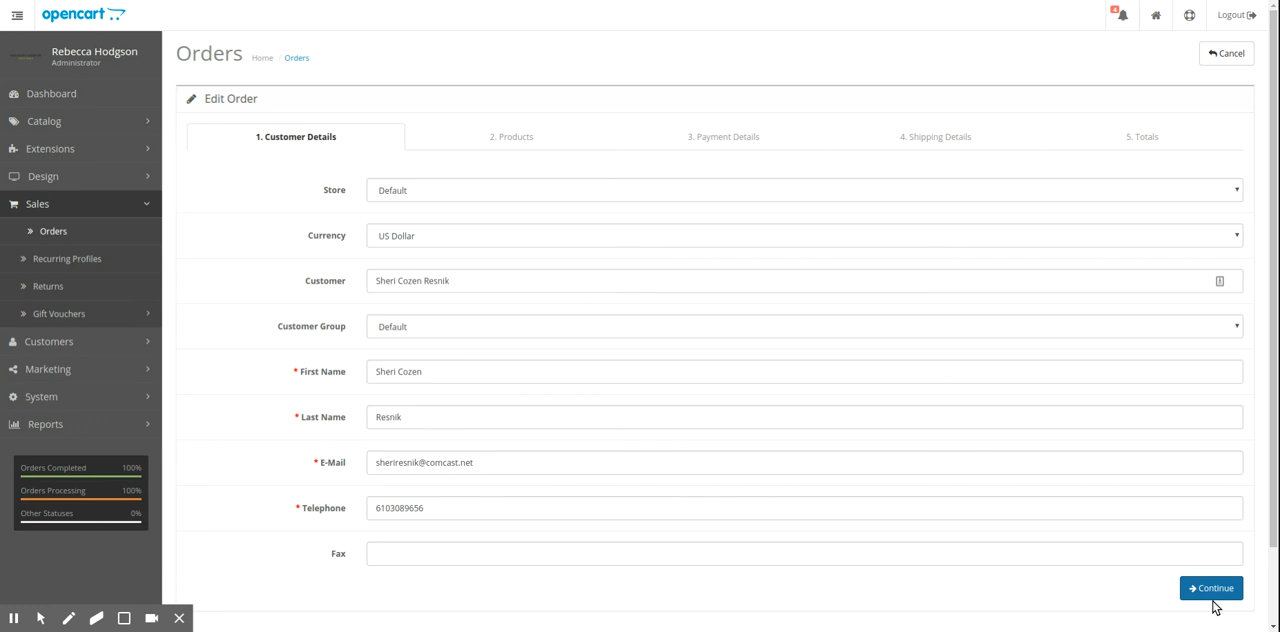 opencart
4
Logout
Rebecca Hodgson
Administrator
Dashboard
Catalog
Extensions
Design
Sales
Orders
Recurring Profiles
Returns
Gift Vouchers
Customers
Marketing
System
Reports
Orders Completed 100%
Orders Processing 100%
Other Statuses 0%
Orders Home / Orders
Cancel
Edit Order
1. Customer Details 2. Products 3. Payment Details 4. Shipping Details 5. Totals
Store Default
Currency US Dollar
Customer Sheri Cozen Resnik
Customer Group Default
* First Name Sheri Cozen
* Last Name Resnik
* E-Mail sheriresnik@comcast.net
* Telephone 6103089656
Fax
Continue